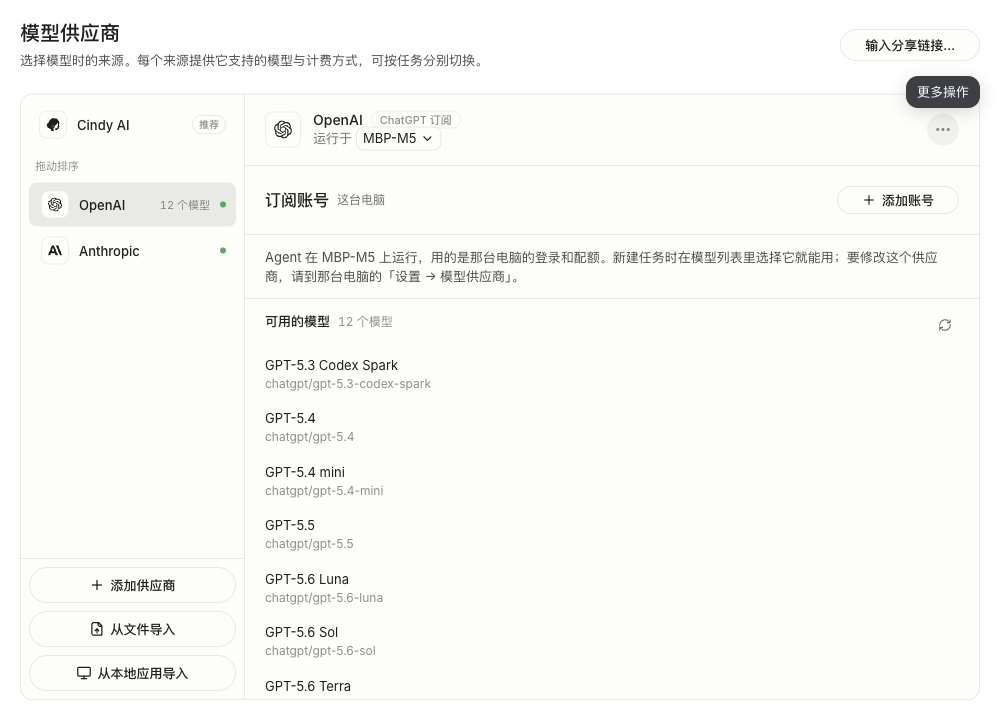 模型供应商
选择模型时的来源。每个来源提供它支持的模型与计费方式，可按任务分别切换。
输入分享链接...
更多操作
Cindy AI
推荐
拖动排序
OpenAI
12 个模型
Anthropic
添加供应商
从文件导入
从本地应用导入
OpenAI
ChatGPT 订阅
运行于
MBP-M5
订阅账号
这台电脑
添加账号
Agent 在 MBP-M5 上运行，用的是那台电脑的登录和配额。新建任务时在模型列表里选择它就能用；要修改这个供应
商，请到那台电脑的「设置 → 模型供应商」。
可用的模型
12 个模型
GPT-5.3 Codex Spark
chatgpt/gpt-5.3-codex-spark
GPT-5.4
chatgpt/gpt-5.4
GPT-5.4 mini
chatgpt/gpt-5.4-mini
GPT-5.5
chatgpt/gpt-5.5
GPT-5.6 Luna
chatgpt/gpt-5.6-luna
GPT-5.6 Sol
chatgpt/gpt-5.6-sol
GPT-5.6 Terra